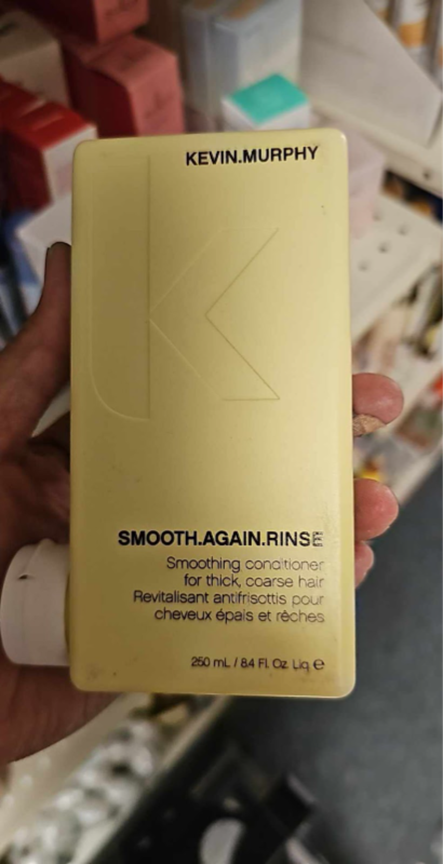 KEVIN.MURPHY
SMOOTH.AGAIN.RINSE
Smoothing conditioner
for thick, coarse hair
Revitalisant antifrisottis pour
cheveux épais et rêches
250 mL / 8.4 Fl. Oz. Liq ℮